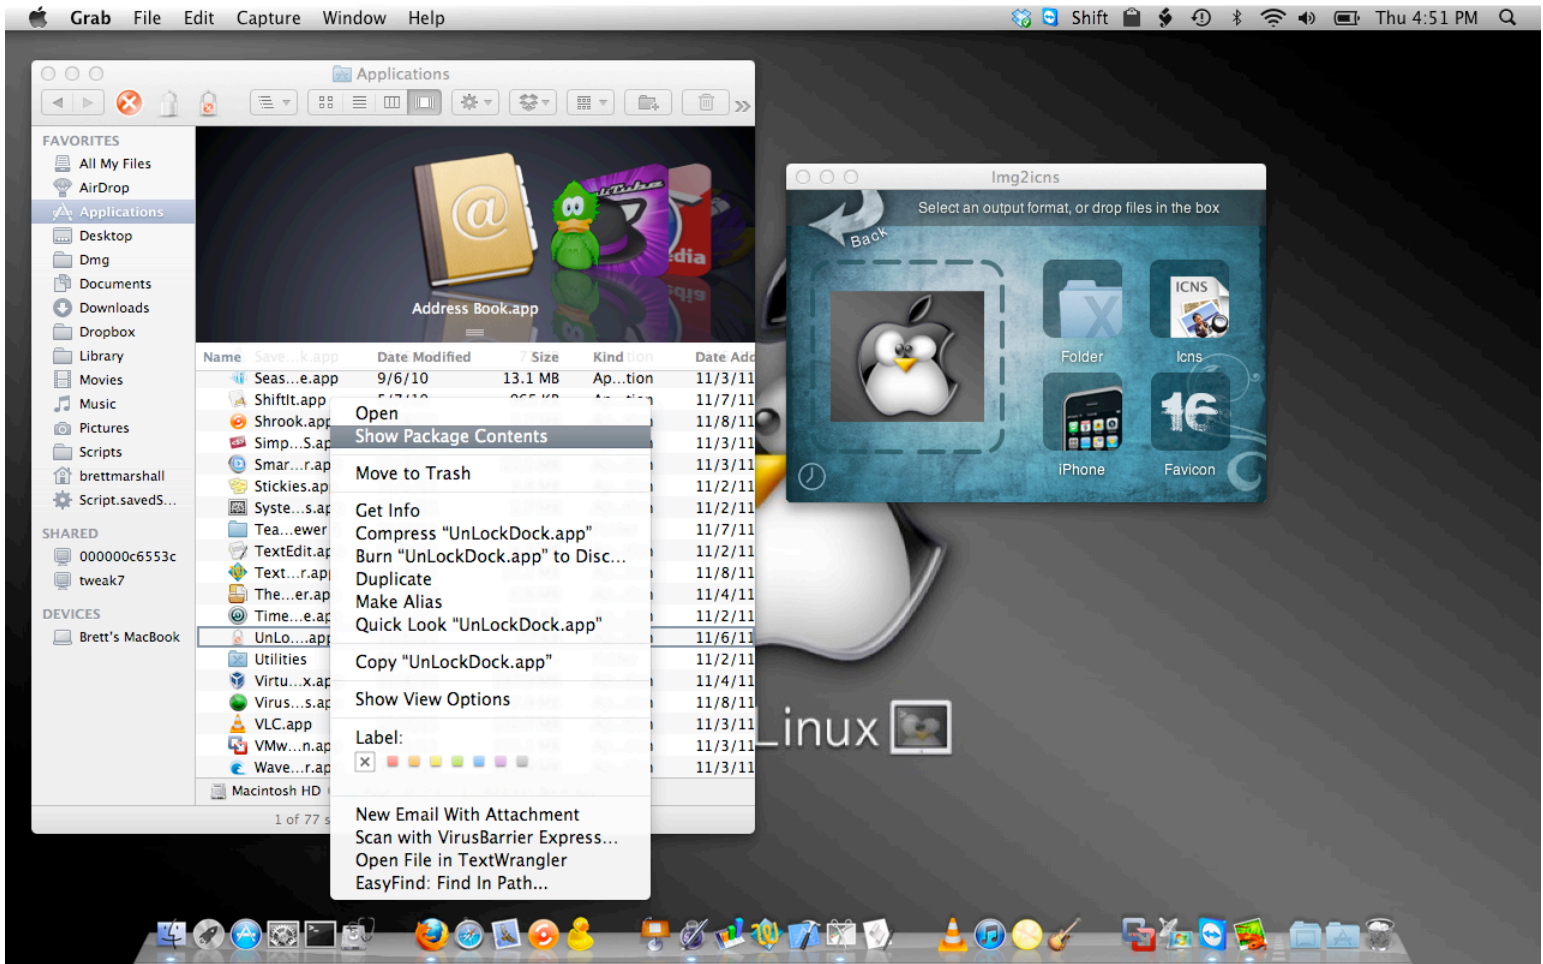 Grab File Edit Capture Window Help Shift Thu 4:51 PM
Applications
FAVORITES
All My Files
AirDrop
Applications
Desktop
Dmg
Documents
Downloads
Dropbox
Library
Movies
Music
Pictures
Scripts
brettmarshall
Script.savedS...
SHARED
000000c6553c
tweak7
DEVICES
Brett's MacBook
Address Book.app
Name Date Modified Size Kind Date Add
Seas...e.app 9/6/10 13.1 MB Ap...tion 11/3/11
ShiftIt.app 11/7/11
Shrook.app 11/8/11
Simp...S.ap 11/3/11
Smar...r.ap 11/3/11
Stickies.ap 11/2/11
Syste...s.ap 11/2/11
Tea...ewer 11/7/11
TextEdit.ap 11/2/11
Text...r.app 11/8/11
The...er.ap 11/4/11
Time...e.ap 11/2/11
UnLo....app 11/6/11
Utilities 11/2/11
Virtu...x.ap 11/4/11
Virus...s.ap 11/8/11
VLC.app 11/3/11
VMw...n.ap 11/3/11
Wave...r.ap 11/3/11
Macintosh HD
1 of 77 s
Open
Show Package Contents
Move to Trash
Get Info
Compress “UnLockDock.app”
Burn “UnLockDock.app” to Disc...
Duplicate
Make Alias
Quick Look “UnLockDock.app”
Copy “UnLockDock.app”
Show View Options
Label:
New Email With Attachment
Scan with VirusBarrier Express...
Open File in TextWrangler
EasyFind: Find In Path...
Img2icns
Back
Select an output format, or drop files in the box
Folder
ICNS
Icns
iPhone
16
Favicon
Linux